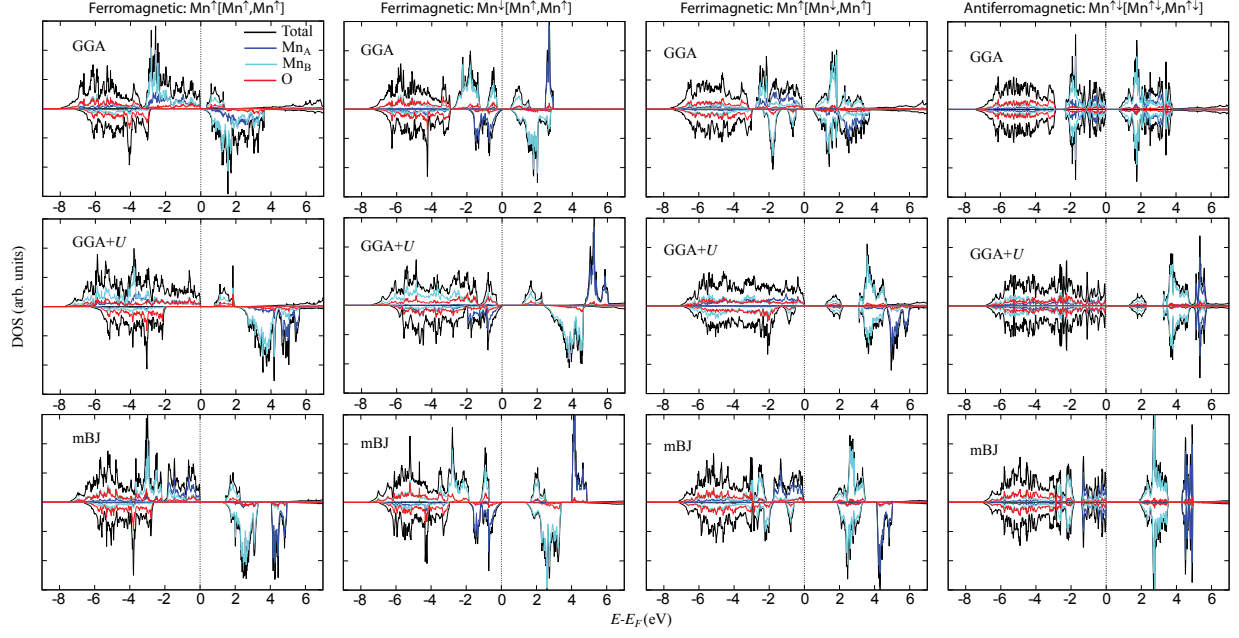 Ferromagnetic: Mn↑[Mn↑,Mn↑]
Ferrimagnetic: Mn↓[Mn↑,Mn↑]
Ferrimagnetic: Mn↑[Mn↓,Mn↑]
Antiferromagnetic: Mn↑↓[Mn↑↓,Mn↑↓]
GGA
Total
Mn_A
Mn_B
O
GGA
GGA
GGA
-8 -6 -4 -2 0 2 4 6
-8 -6 -4 -2 0 2 4 6
-8 -6 -4 -2 0 2 4 6
-8 -6 -4 -2 0 2 4 6
DOS (arb. units)
GGA+U
GGA+U
GGA+U
GGA+U
-8 -6 -4 -2 0 2 4 6
-8 -6 -4 -2 0 2 4 6
-8 -6 -4 -2 0 2 4 6
-8 -6 -4 -2 0 2 4 6
mBJ
mBJ
mBJ
mBJ
-8 -6 -4 -2 0 2 4 6
-8 -6 -4 -2 0 2 4 6
-8 -6 -4 -2 0 2 4 6
-8 -6 -4 -2 0 2 4 6
E-E_F (eV)